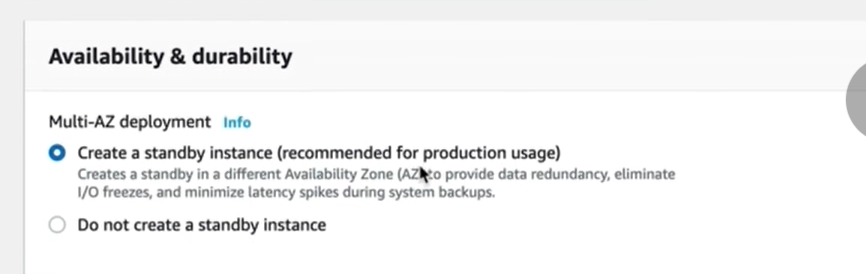 Availability & durability
Multi-AZ deployment Info
Create a standby instance (recommended for production usage)
Creates a standby in a different Availability Zone (AZ) to provide data redundancy, eliminate
I/O freezes, and minimize latency spikes during system backups.
Do not create a standby instance